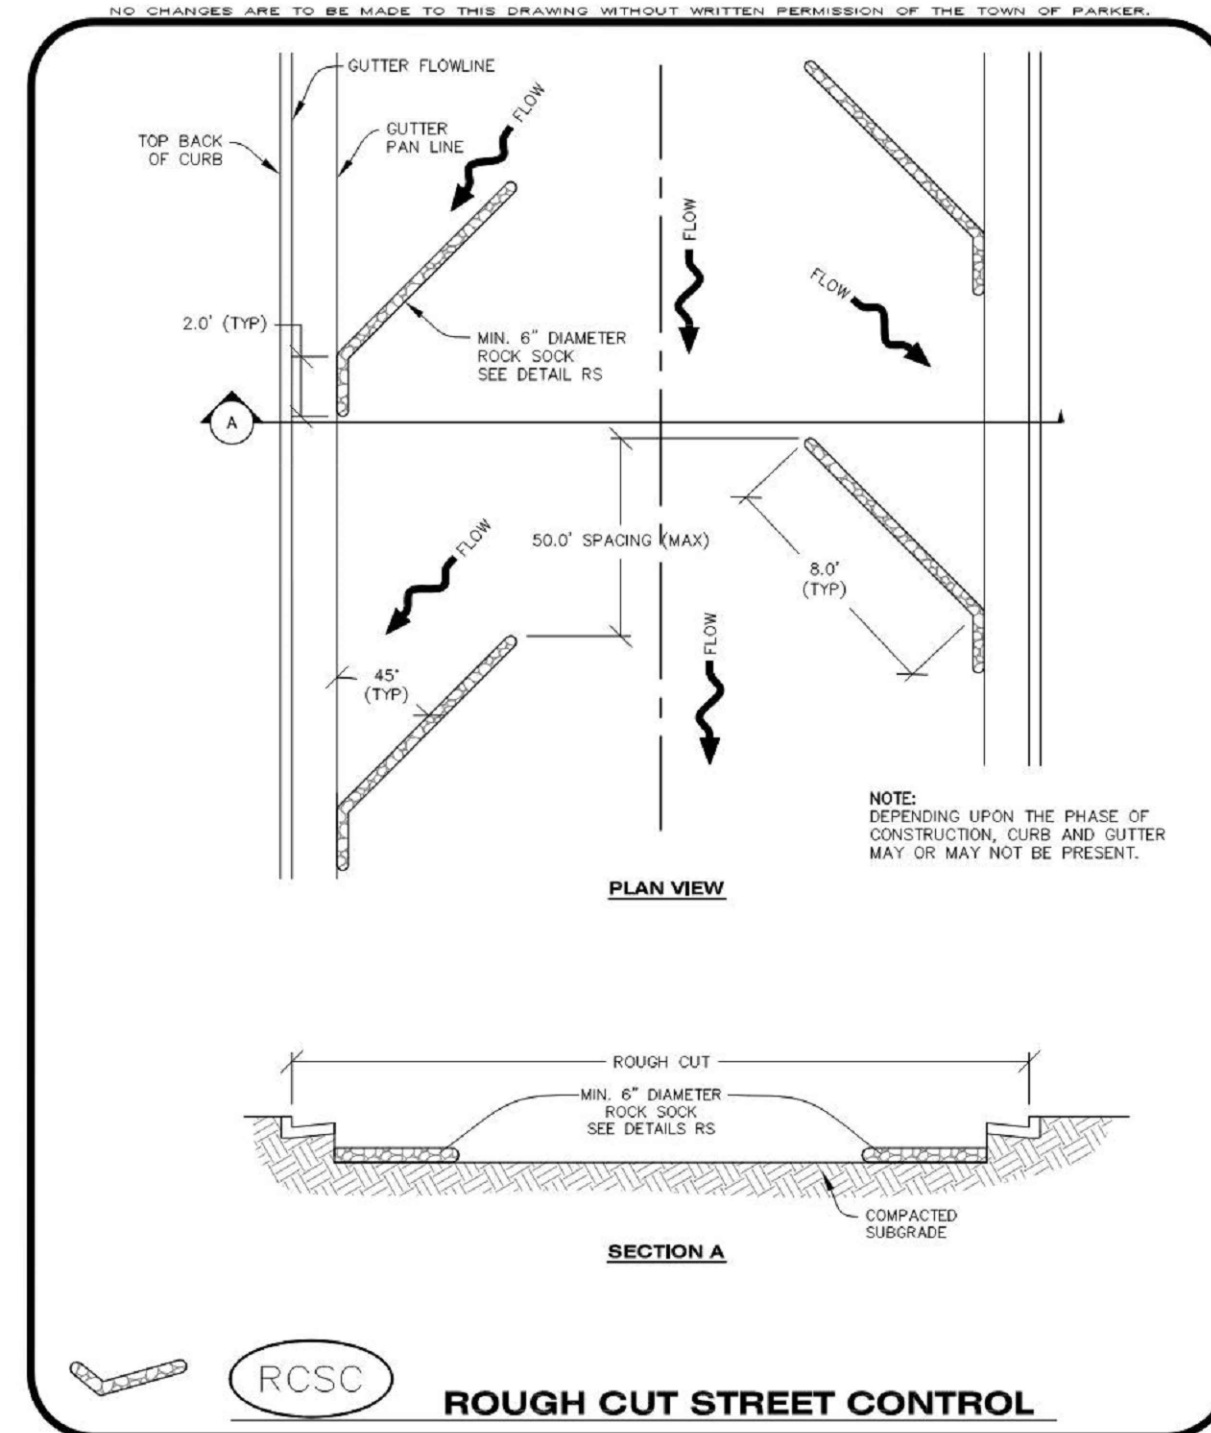 NO CHANGES ARE TO BE MADE TO THIS DRAWING WITHOUT WRITTEN PERMISSION OF THE TOWN OF PARKER.
GUTTER FLOWLINE
FLOW
TOP BACK
OF CURB
GUTTER
PAN LINE
FLOW
FLOW
2.0' (TYP)
MIN. 6" DIAMETER
ROCK SOCK
SEE DETAIL RS
A
FLOW
50.0' SPACING (MAX)
8.0'
(TYP)
FLOW
45°
(TYP)
NOTE:
DEPENDING UPON THE PHASE OF
CONSTRUCTION, CURB AND GUTTER
MAY OR MAY NOT BE PRESENT.
PLAN VIEW
ROUGH CUT
MIN. 6" DIAMETER
ROCK SOCK
SEE DETAILS RS
COMPACTED
SUBGRADE
SECTION A
RCSC
ROUGH CUT STREET CONTROL